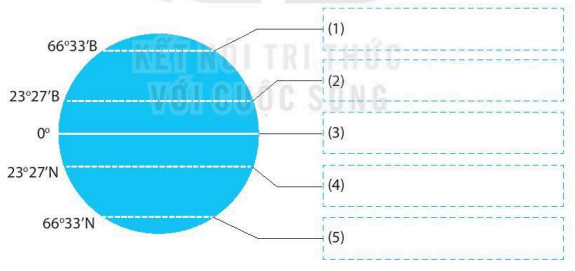 66°33'B
(1)
KẾT NỐI TRI THỨC
(2)
23°27'B
VỚI CUỘC SỐNG
0°
(3)
23°27'N
(4)
66°33'N
(5)